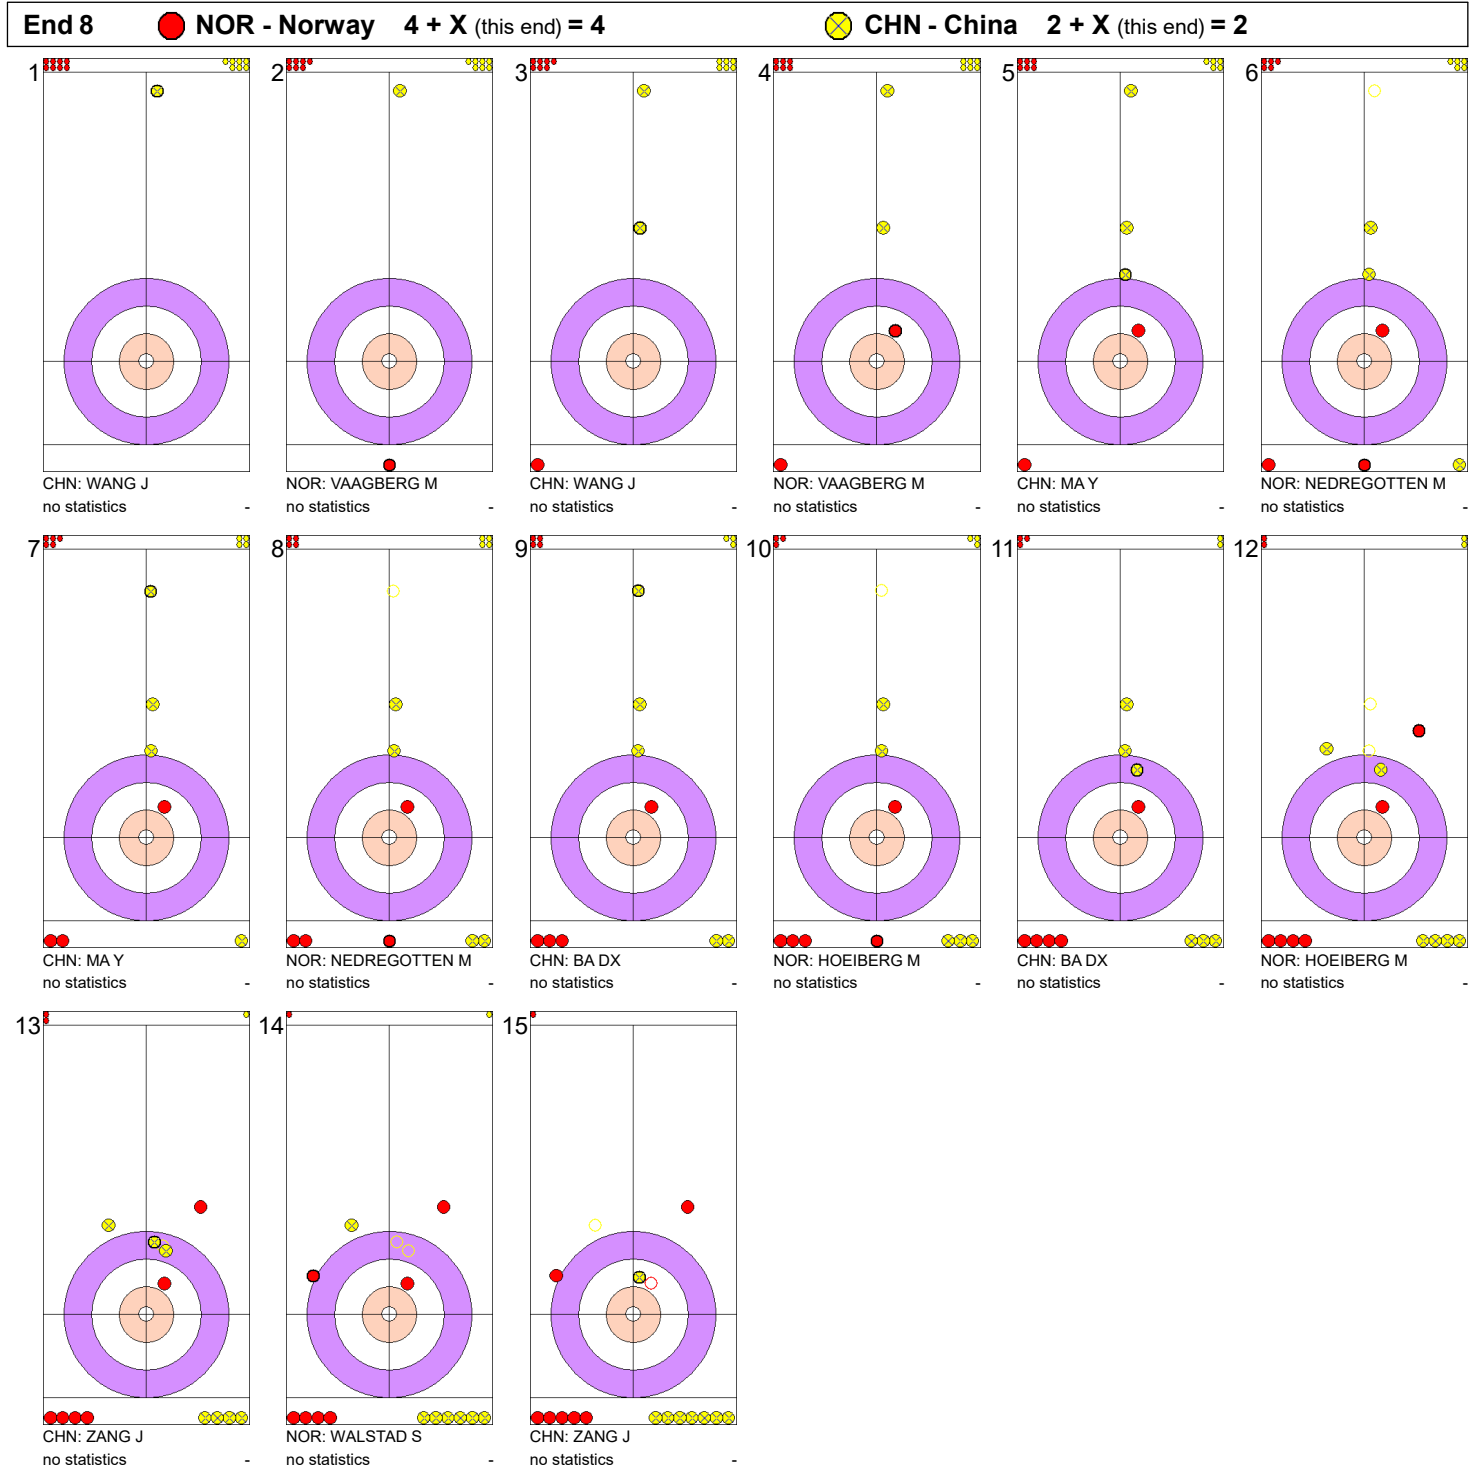 End 8 NOR - Norway 4 + X (this end) = 4 CHN - China 2 + X (this end) = 2
1 2 3 4 5 6
CHN: WANG J NOR: VAAGBERG M CHN: WANG J NOR: VAAGBERG M CHN: MA Y NOR: NEDREGOTTEN M
no statistics - no statistics - no statistics - no statistics - no statistics - no statistics -
7 8 9 10 11 12
CHN: MA Y NOR: NEDREGOTTEN M CHN: BA DX NOR: HOEIBERG M CHN: BA DX NOR: HOEIBERG M
no statistics - no statistics - no statistics - no statistics - no statistics - no statistics -
13 14 15
CHN: ZANG J NOR: WALSTAD S CHN: ZANG J
no statistics - no statistics - no statistics -